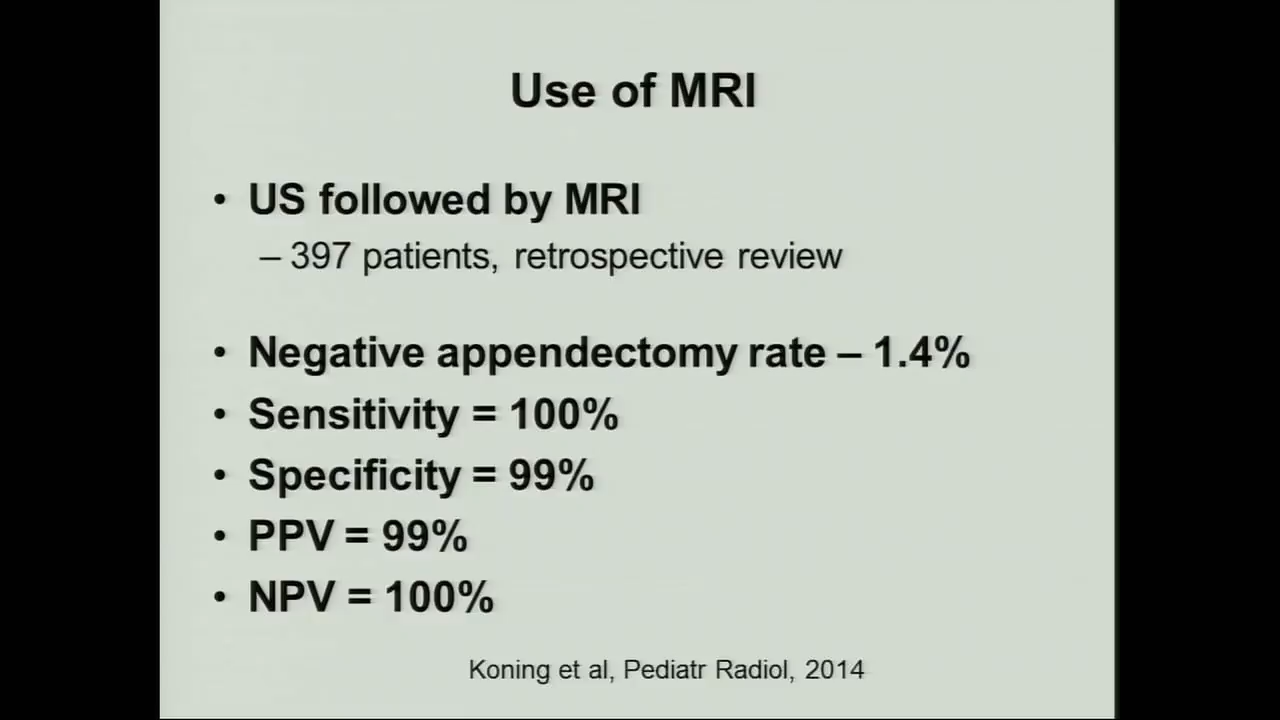 Use of MRI
• US followed by MRI
– 397 patients, retrospective review
• Negative appendectomy rate – 1.4%
• Sensitivity = 100%
• Specificity = 99%
• PPV = 99%
• NPV = 100%
Koning et al, Pediatr Radiol, 2014